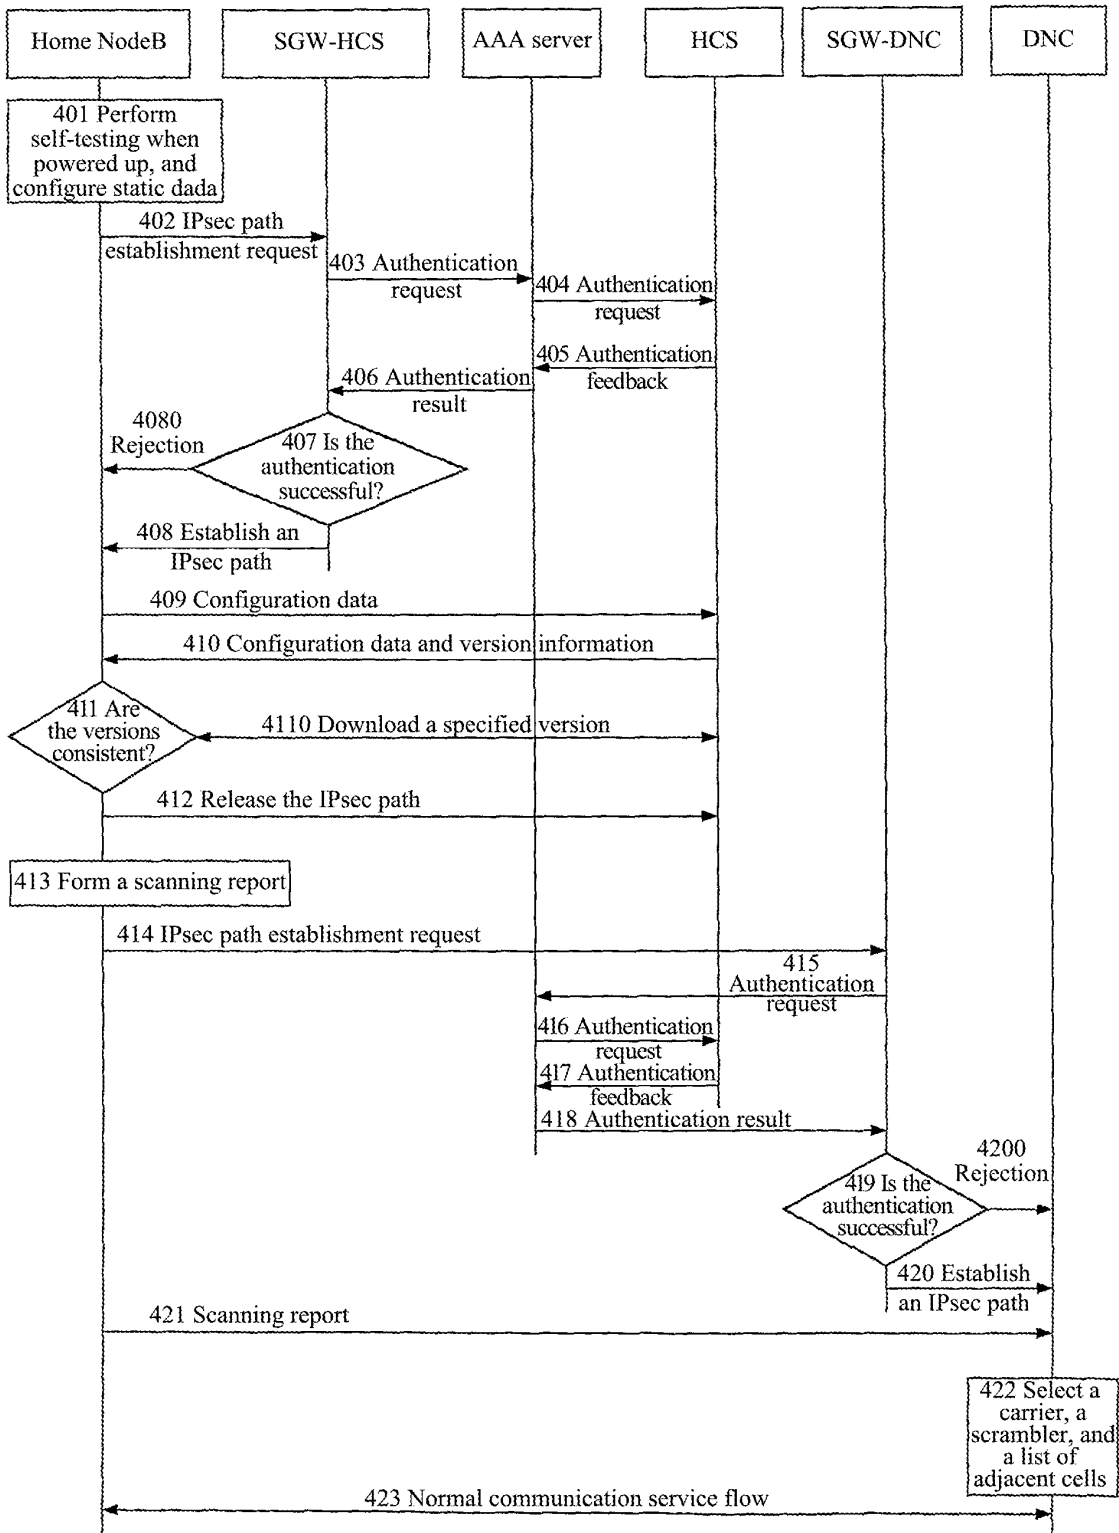 Home NodeB
SGW-HCS
AAA server
HCS
SGW-DNC
DNC
401 Perform
self-testing when
powered up, and
configure static dada
402 IPsec path
establishment request
403 Authentication
request
404 Authentication
request
405 Authentication
feedback
406 Authentication
result
4080
Rejection
407 Is the
authentication
successful?
408 Establish an
IPsec path
409 Configuration data
410 Configuration data and version information
411 Are
the versions
consistent?
4110 Download a specified version
412 Release the IPsec path
413 Form a scanning report
414 IPsec path establishment request
415
Authentication
request
416 Authentication
request
417 Authentication
feedback
418 Authentication result
4200
Rejection
419 Is the
authentication
successful?
420 Establish
an IPsec path
421 Scanning report
422 Select a
carrier, a
scrambler, and
a list of
adjacent cells
423 Normal communication service flow